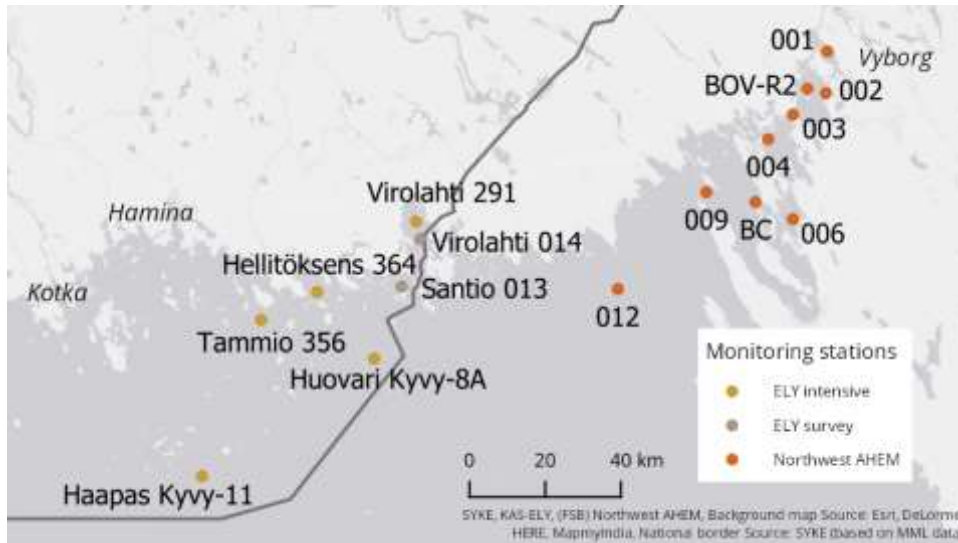 001
Vyborg
BOV-R2
002
003
004
Virolahti 291
Hamina
009
BC
006
Virolahti 014
Hellitöksens 364
Santio 013
Kotka
012
Tammio 356
Huovari Kyvy-8A
Monitoring stations
ELY intensive
ELY survey
Northwest AHEM
0 20 40 km
Haapas Kyvy-11
SYKE, KAS-ELY, (FSB) Northwest AHEM, Background map Source: Esri, DeLorme
HERE, MapmyIndia, National border Source: SYKE (based on MML data